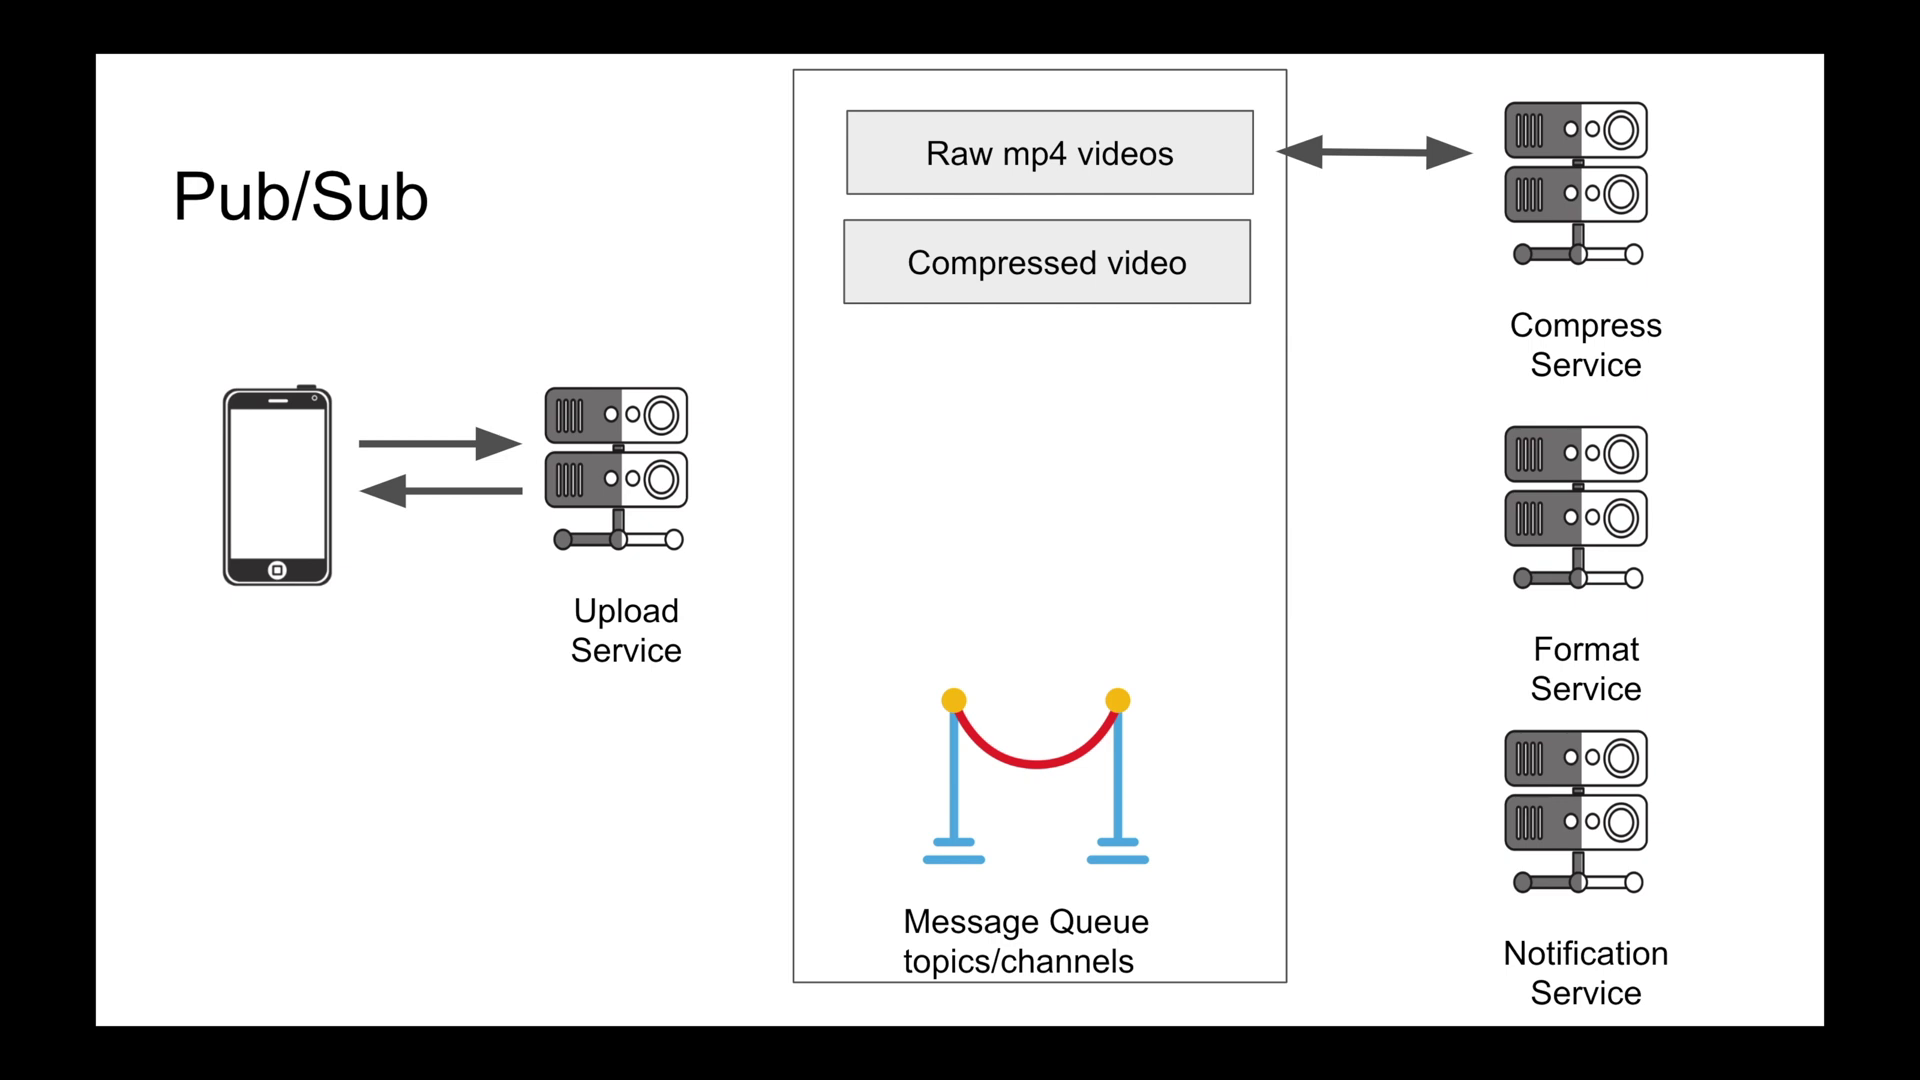 Pub/Sub
Raw mp4 videos
Compressed video
Compress
Service
Upload
Service
Format
Service
Message Queue
topics/channels
Notification
Service